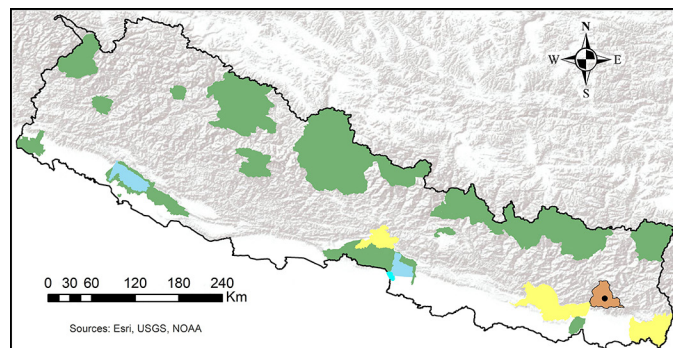 N
W E
S
0 30 60 120 180 240
Km
Sources: Esri, USGS, NOAA